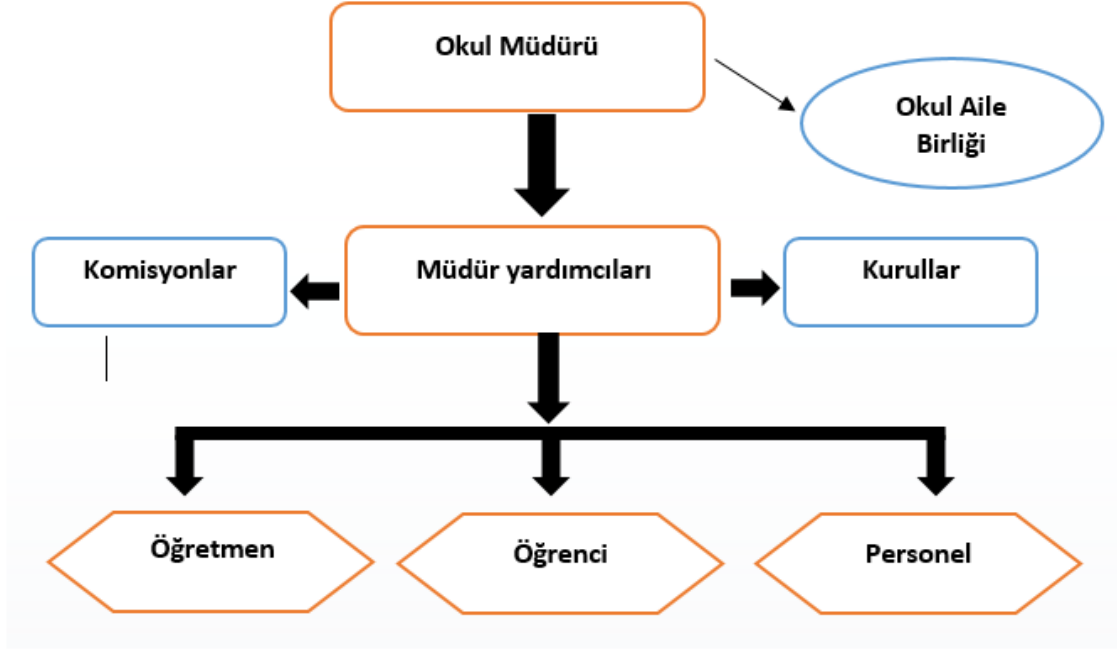 Okul Müdürü
Okul Aile
Birliği
Komisyonlar
Müdür yardımcıları
Kurullar
Öğretmen
Öğrenci
Personel